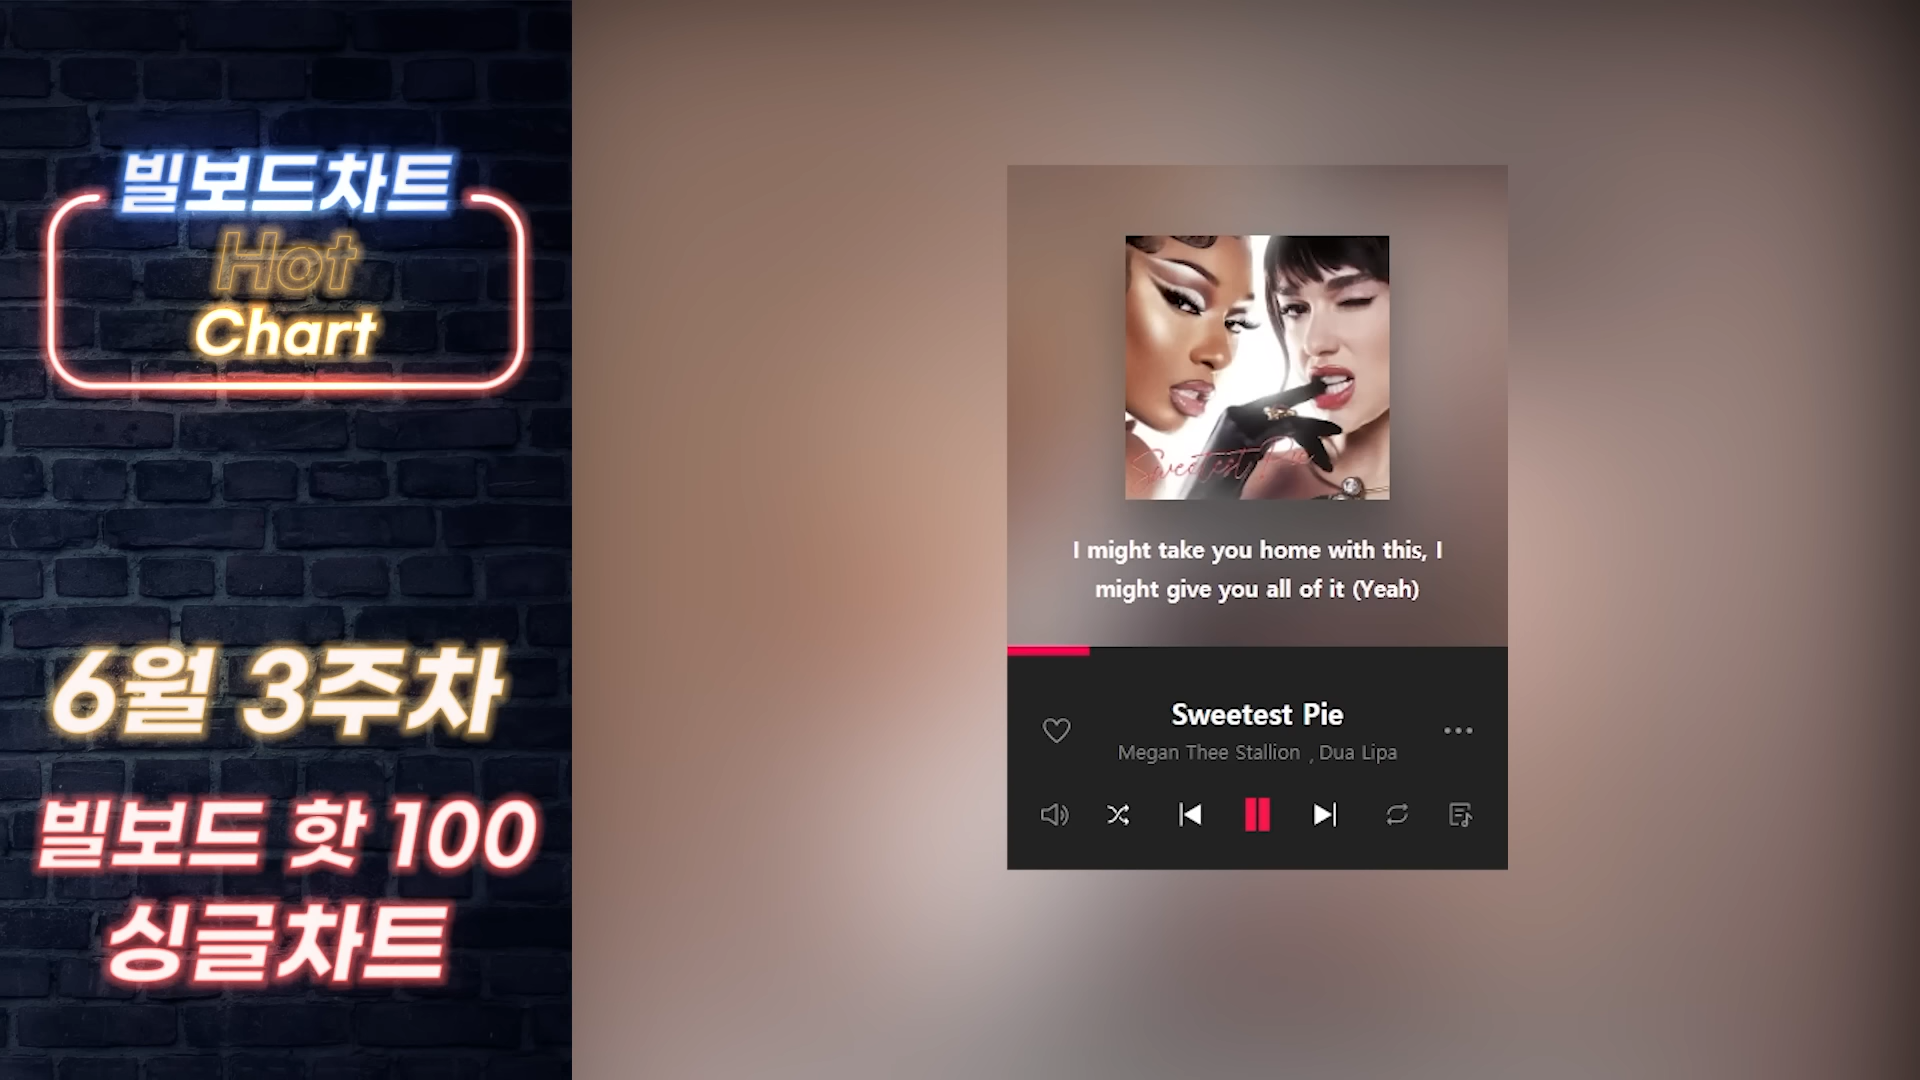 빌보드차트
Hot
Chart
6월 3주차
빌보드 핫 100
싱글차트
Sweetest Pie
I might take you home with this, I
might give you all of it (Yeah)
Sweetest Pie
Megan Thee Stallion , Dua Lipa